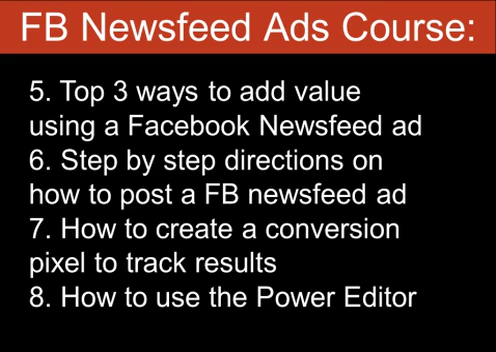 FB Newsfeed Ads Course:
5. Top 3 ways to add value
using a Facebook Newsfeed ad
6. Step by step directions on
how to post a FB newsfeed ad
7. How to create a conversion
pixel to track results
8. How to use the Power Editor